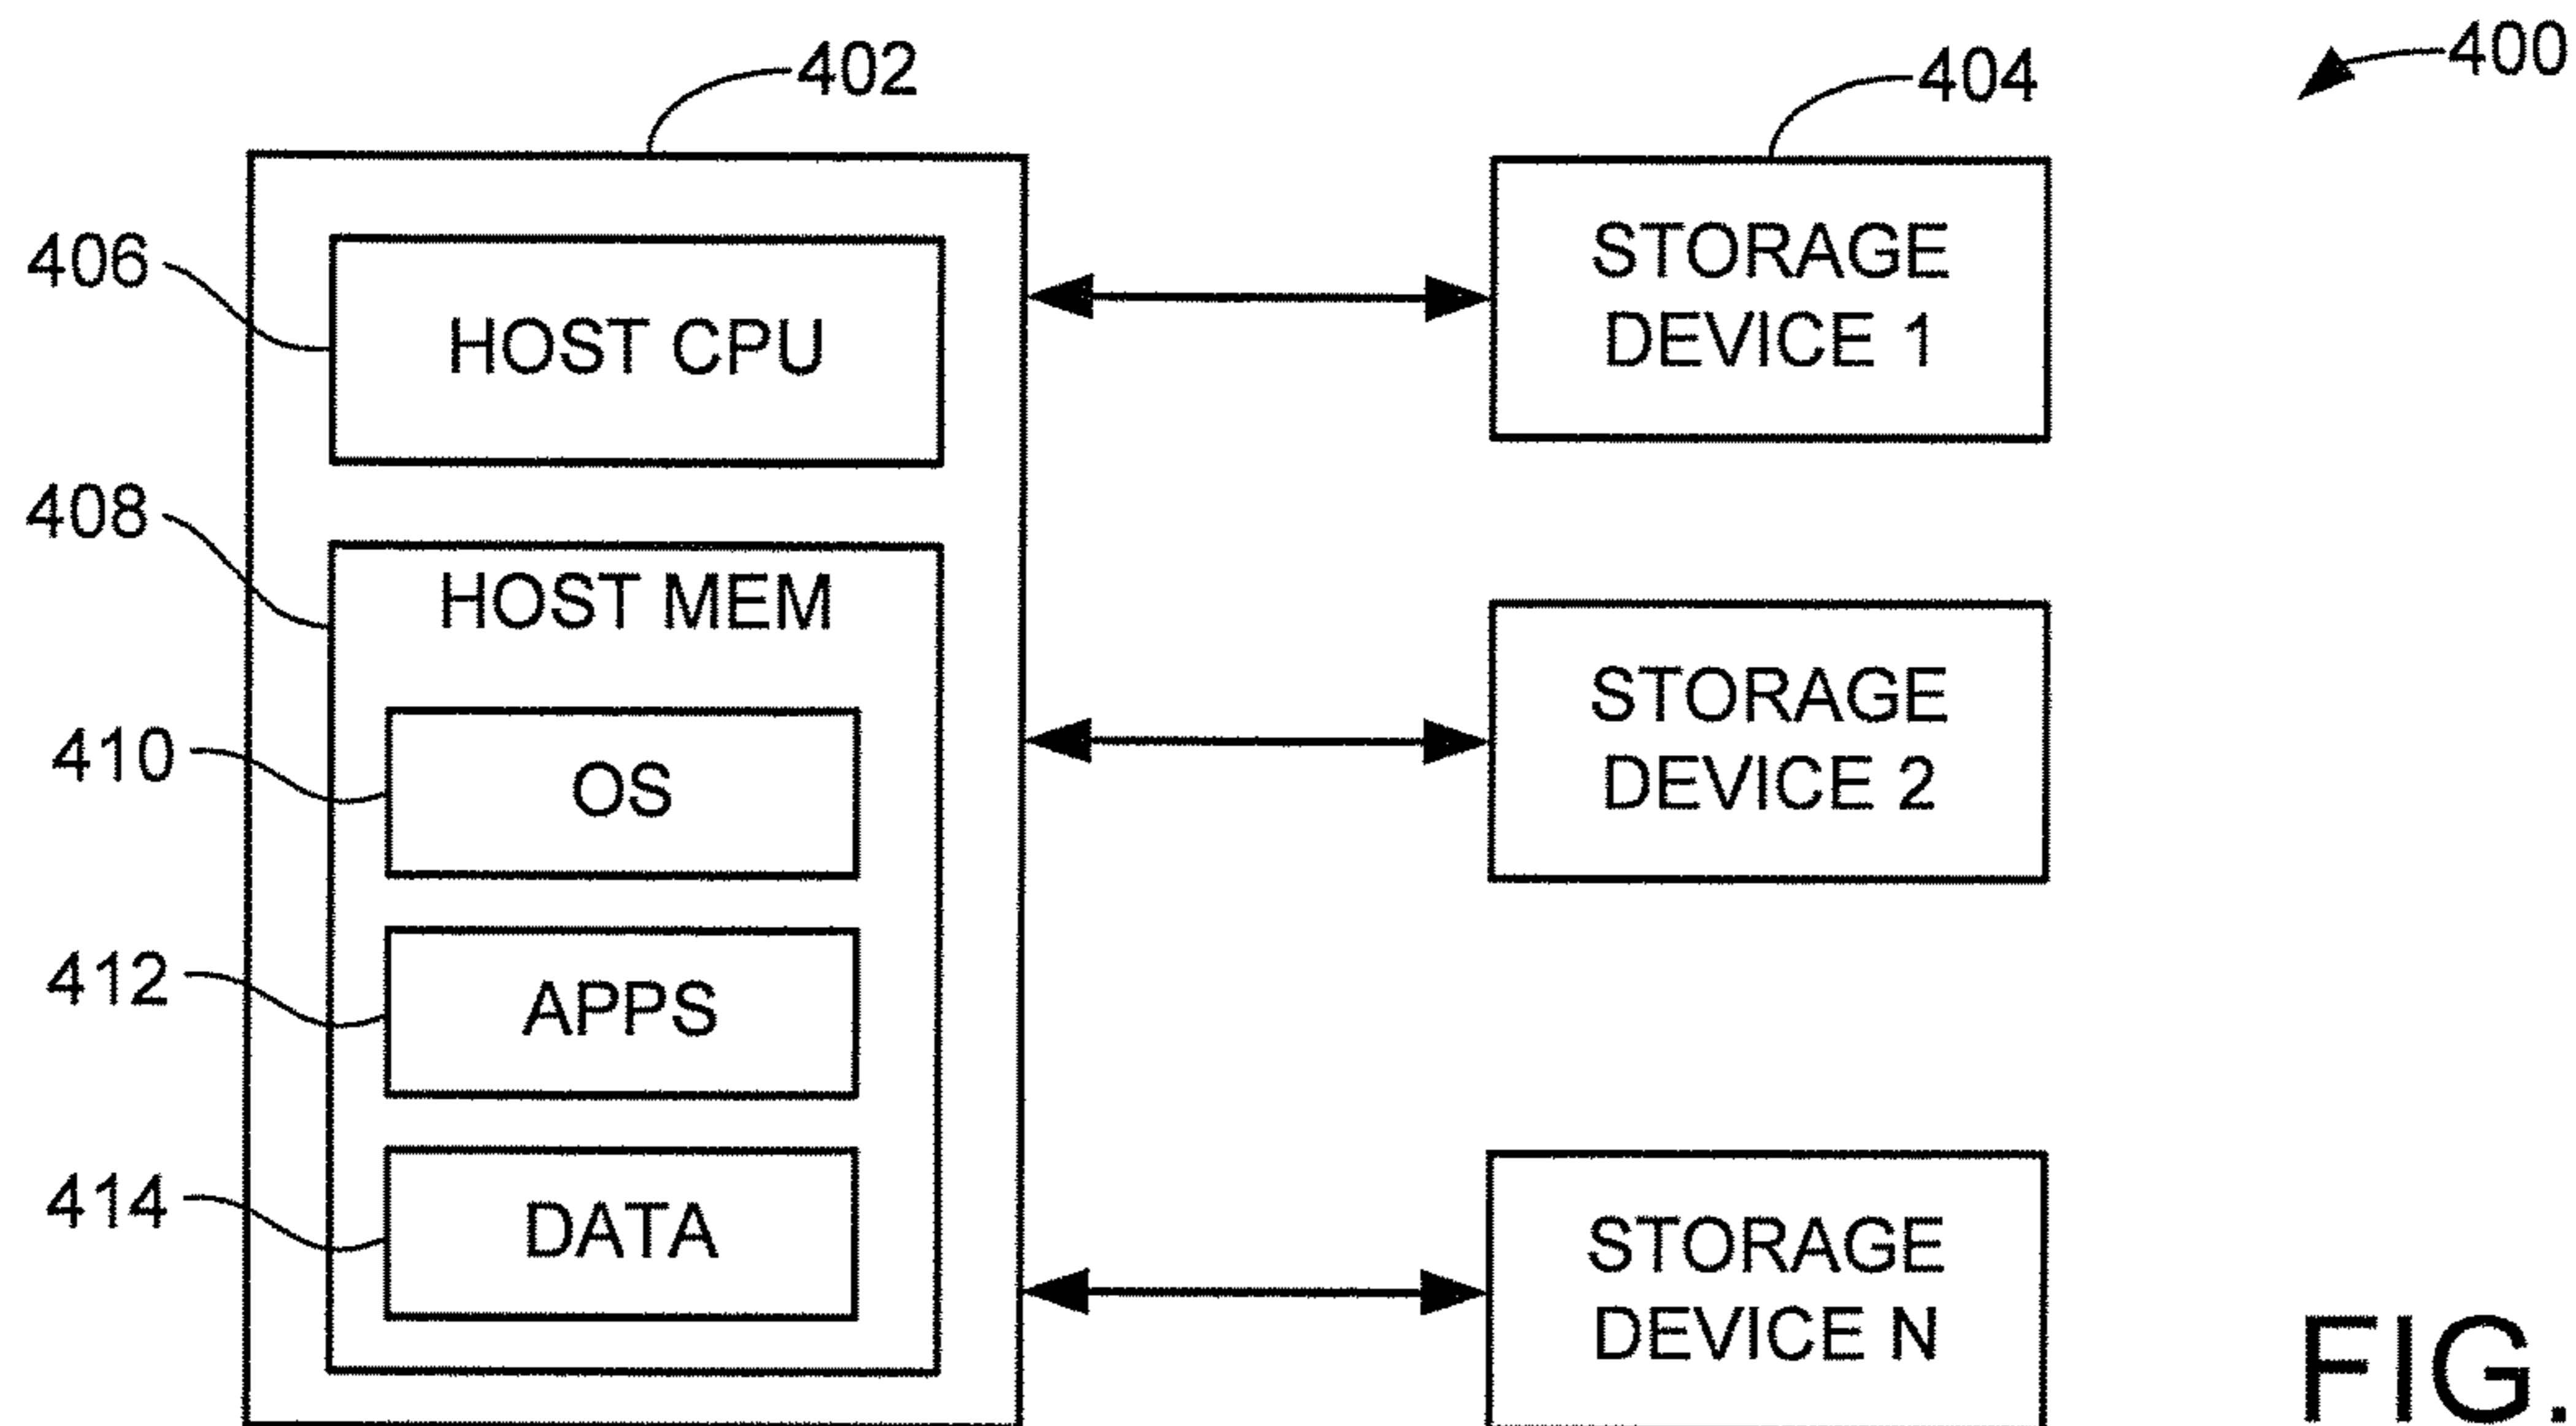 402
404
400
406
HOST CPU
STORAGE
DEVICE 1
408
HOST MEM
410
OS
STORAGE
DEVICE 2
412
APPS
414
DATA
STORAGE
DEVICE N
FIG.